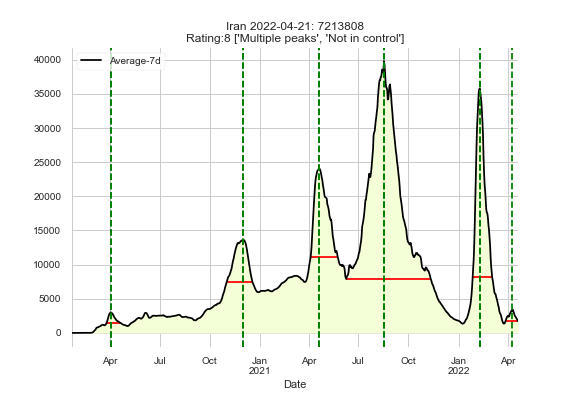 Iran 2022-04-21: 7213808
Rating:8 ['Multiple peaks', 'Not in control']
Average-7d
40000
35000
30000
25000
20000
15000
10000
5000
0
Apr
Jul
Oct
Jan
2021
Apr
Jul
Oct
Jan
2022
Apr
Date